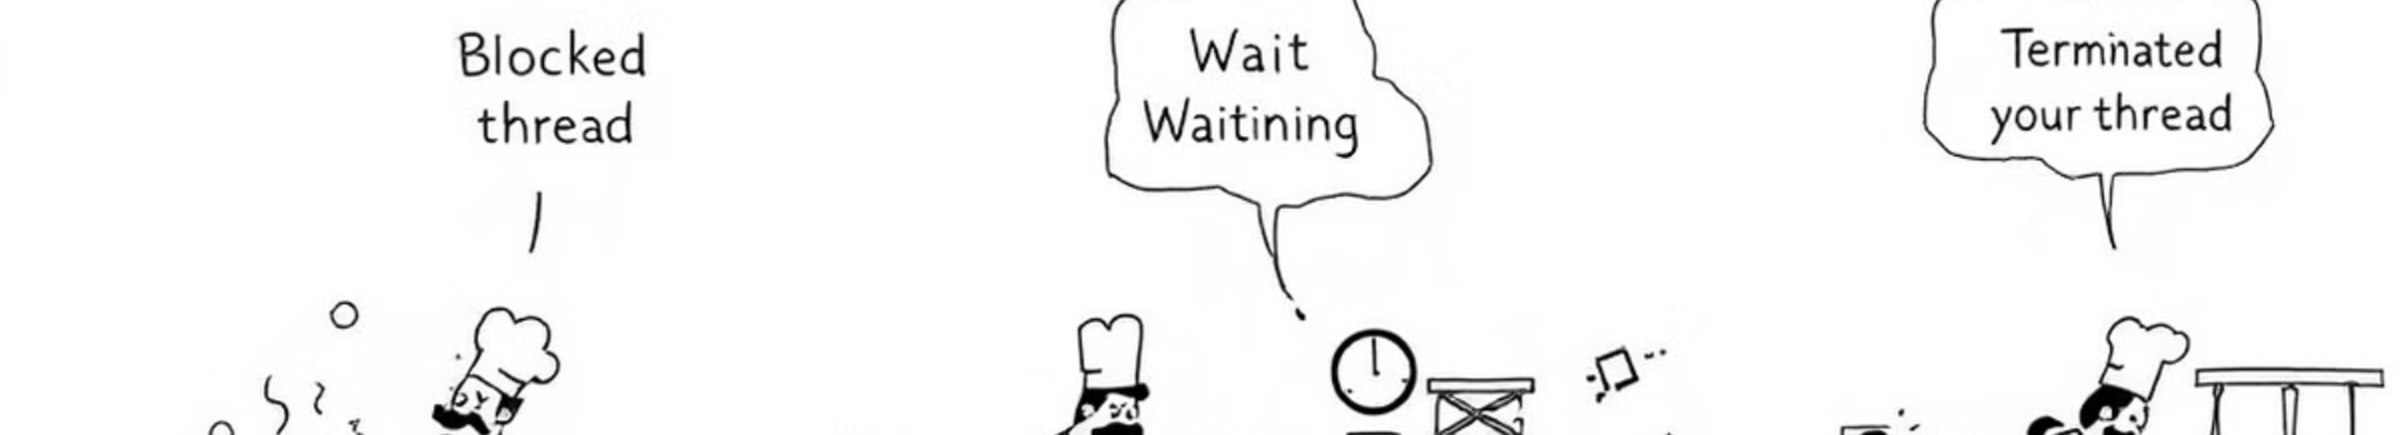 Blocked
thread
Wait
Waitining
Terminated
your thread